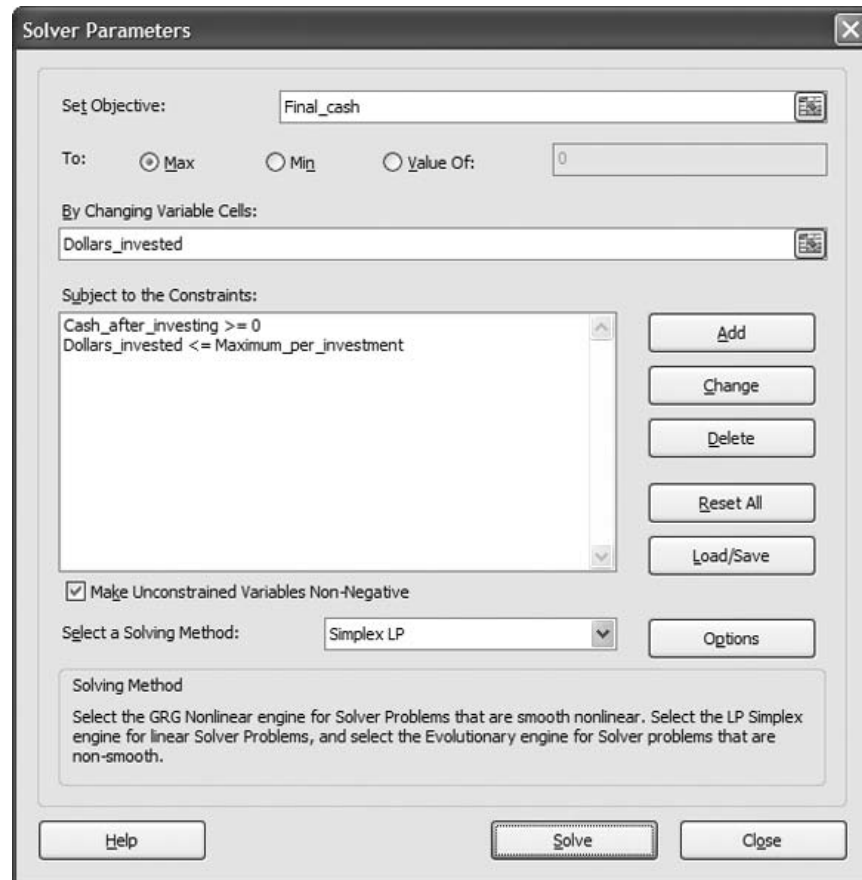 Solver Parameters
Set Objective:
Final_cash
To:
Max
Min
Value Of:
0
By Changing Variable Cells:
Dollars_invested
Subject to the Constraints:
Cash_after_investing >= 0
Dollars_invested <= Maximum_per_investment
Add
Change
Delete
Reset All
Load/Save
Make Unconstrained Variables Non-Negative
Select a Solving Method:
Simplex LP
Options
Solving Method
Select the GRG Nonlinear engine for Solver Problems that are smooth nonlinear. Select the LP Simplex
engine for linear Solver Problems, and select the Evolutionary engine for Solver problems that are
non-smooth.
Help
Solve
Close